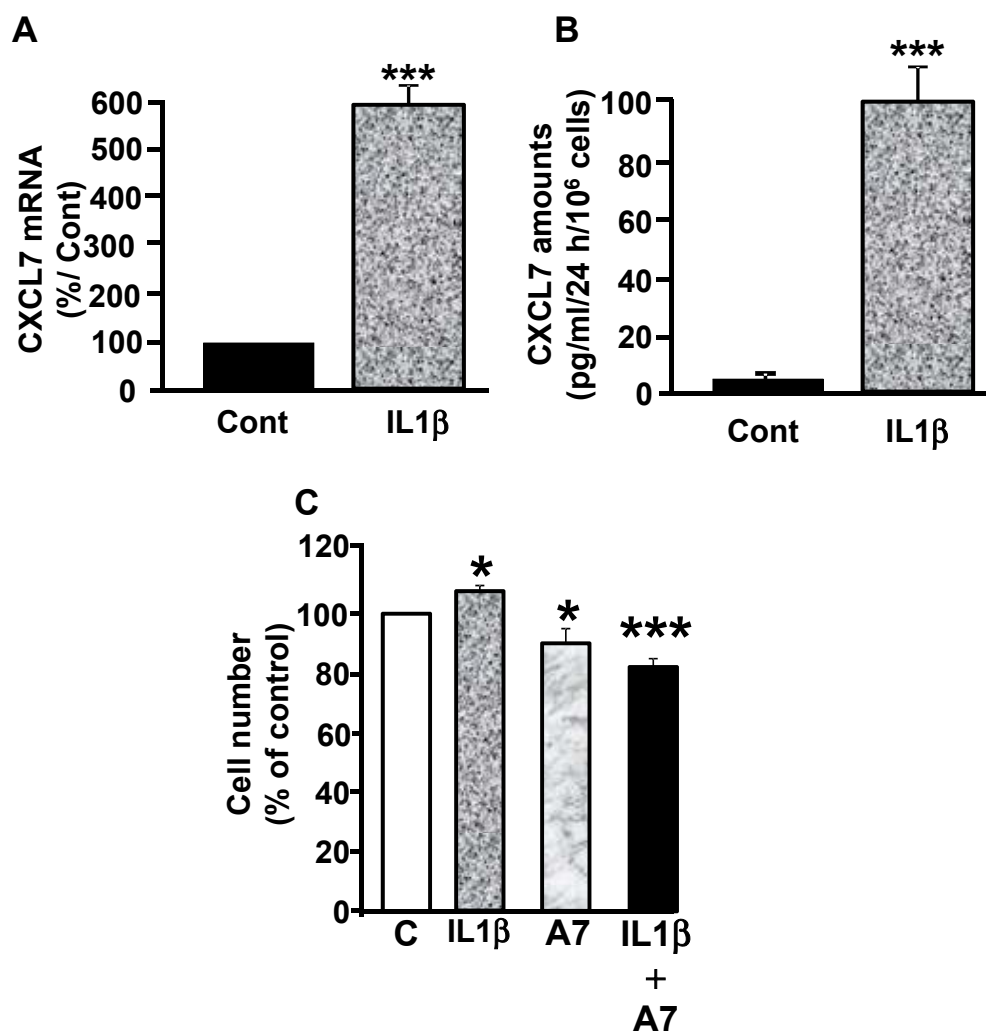 A
CXCL7 mRNA
(%/ Cont)
***
600
500
400
300
200
100
0
Cont
IL1β
B
CXCL7 amounts
(pg/ml/24 h/10⁶ cells)
***
100
80
60
40
20
0
Cont
IL1β
C
Cell number
(% of control)
120
100
80
60
40
20
0
*
*
***
C
IL1β
A7
IL1β
+
A7